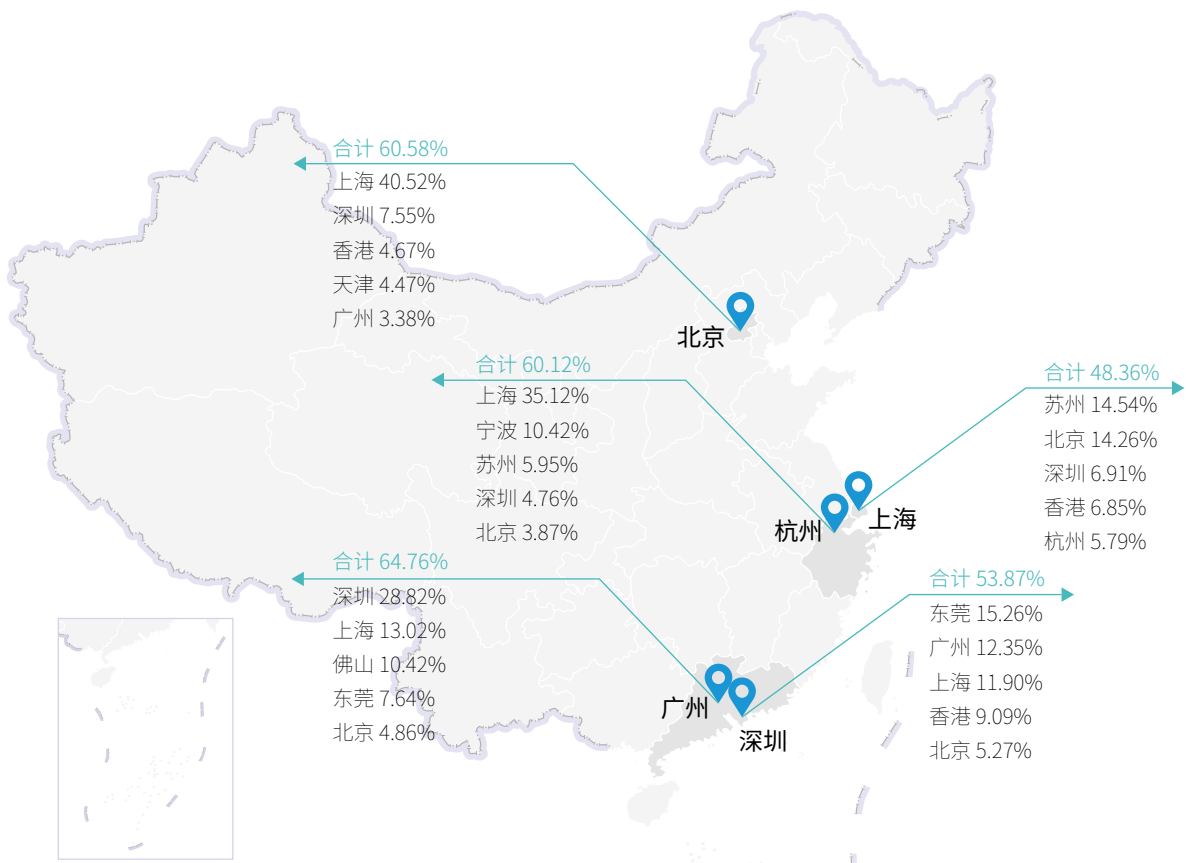 合计 60.58%
上海 40.52%
深圳 7.55%
香港 4.67%
天津 4.47%
广州 3.38%
北京
合计 60.12%
上海 35.12%
宁波 10.42%
苏州 5.95%
深圳 4.76%
北京 3.87%
杭州
合计 48.36%
苏州 14.54%
北京 14.26%
深圳 6.91%
香港 6.85%
杭州 5.79%
上海
合计 64.76%
深圳 28.82%
上海 13.02%
佛山 10.42%
东莞 7.64%
北京 4.86%
广州
合计 53.87%
东莞 15.26%
广州 12.35%
上海 11.90%
香港 9.09%
北京 5.27%
深圳